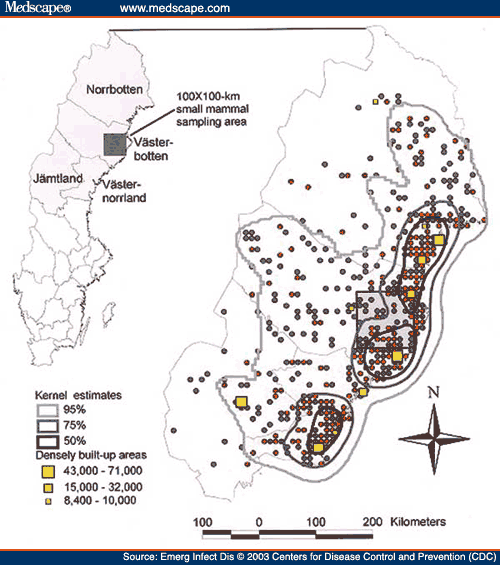 Medscape® www.medscape.com
Norrbotten
100X100-km
small mammal
sampling area
Väster-
botten
Jämtland
Väster-
norrland
Kernel estimates
95%
75%
50%
Densely built-up areas
43,000 - 71,000
15,000 - 32,000
8,400 - 10,000
N
100 0 100 200 Kilometers
Source: Emerg Infect Dis © 2003 Centers for Disease Control and Prevention (CDC)